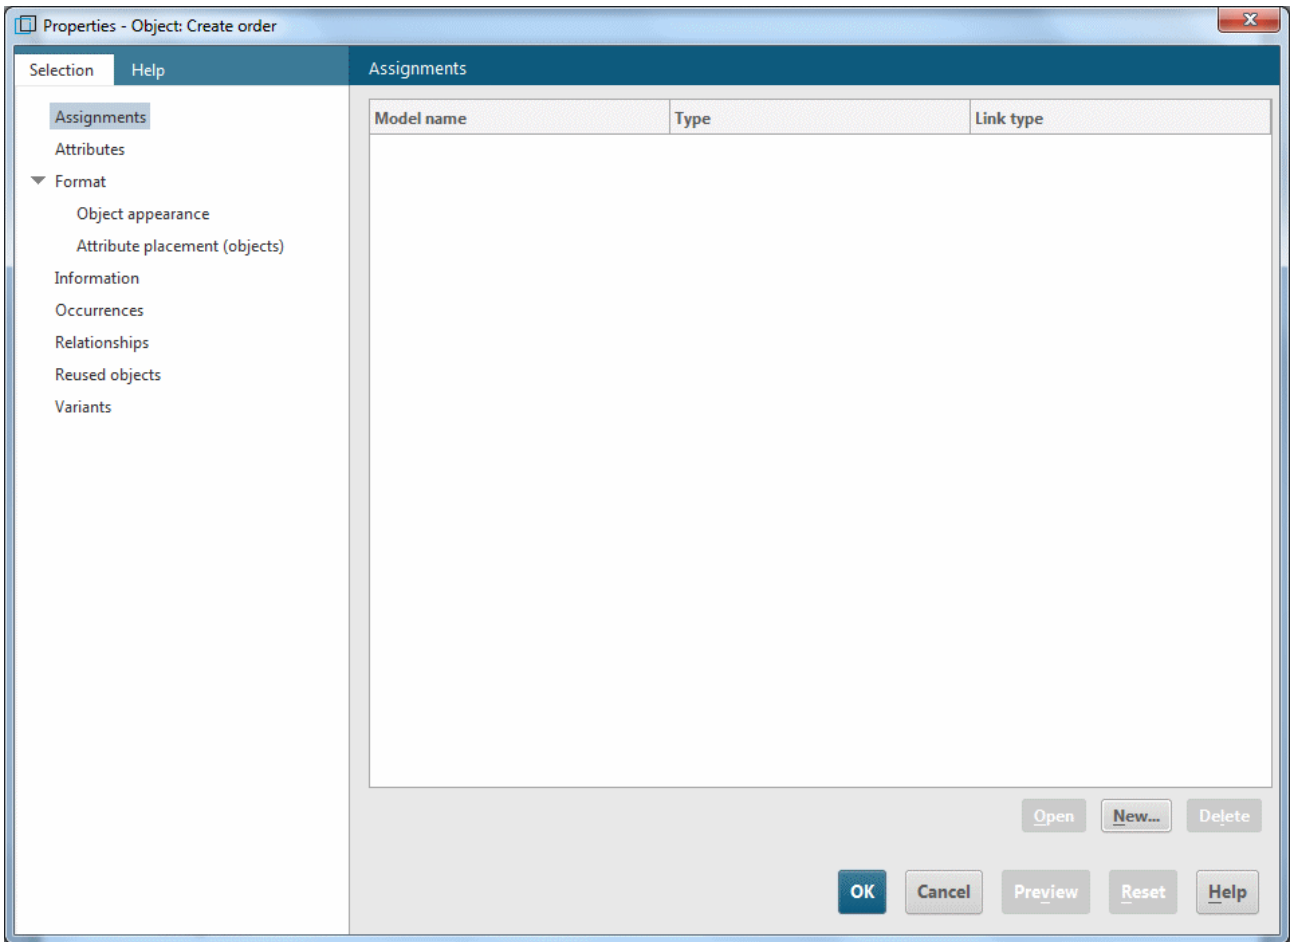 Properties - Object: Create order
Selection Help
Assignments
Attributes
Format
Object appearance
Attribute placement (objects)
Information
Occurrences
Relationships
Reused objects
Variants
Assignments
Model name Type Link type
Open New... Delete
OK Cancel Preview Reset Help